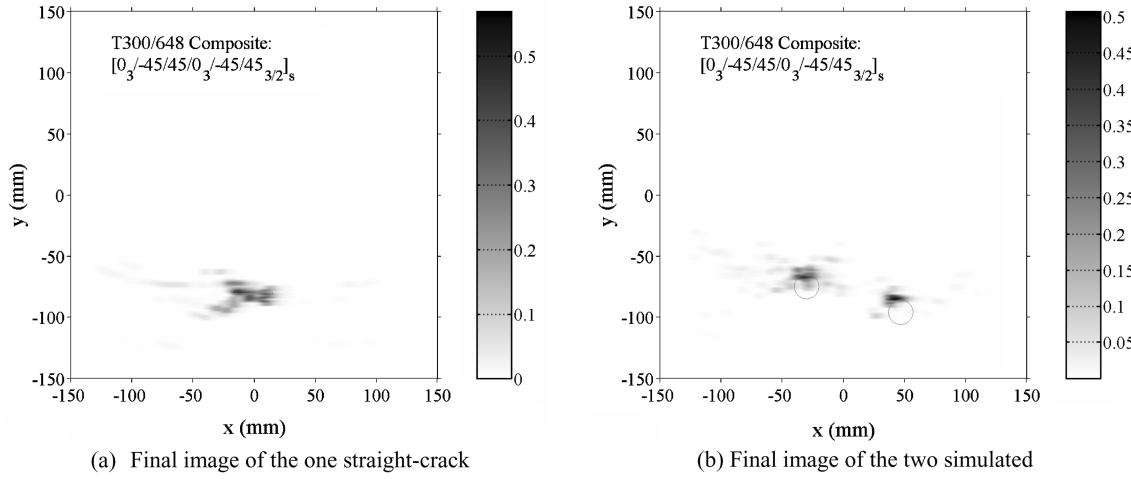 150
100
50
0
-50
-100
-150
y (mm)
T300/648 Composite:
[0₃/-45/45/0₃/-45/45₃/₂]ₛ
-150 -100 -50 0 50 100 150
x (mm)
0.5
0.4
0.3
0.2
0.1
0
(a) Final image of the one straight-crack
150
100
50
0
-50
-100
-150
y (mm)
T300/648 Composite:
[0₃/-45/45/0₃/-45/45₃/₂]ₛ
-150 -100 -50 0 50 100 150
x (mm)
0.5
0.45
0.4
0.35
0.3
0.25
0.2
0.15
0.1
0.05
(b) Final image of the two simulated